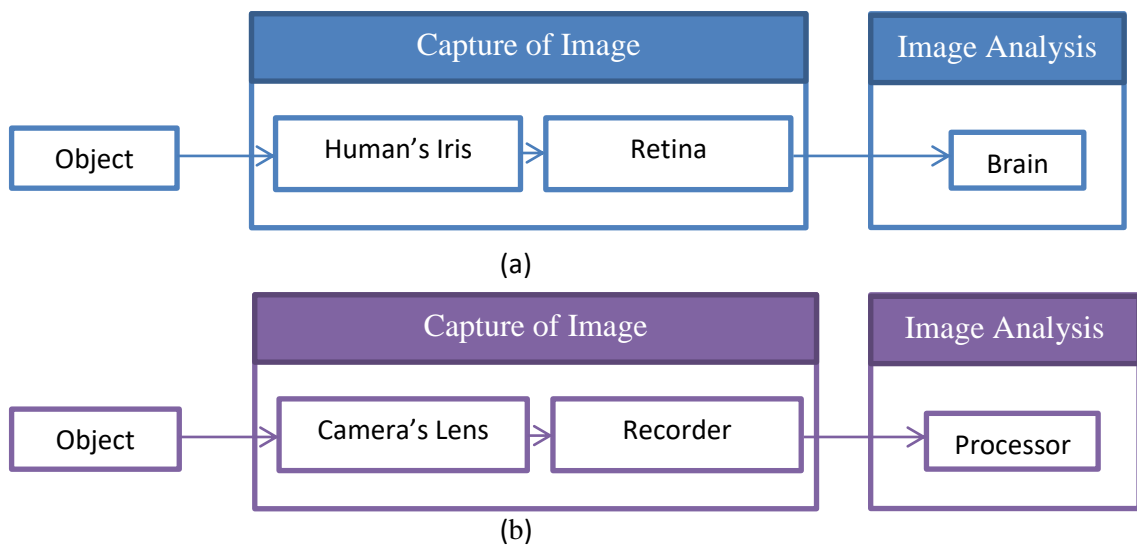 Capture of Image
Image Analysis
Object
Human’s Iris
Retina
Brain
(a)
Capture of Image
Image Analysis
Object
Camera’s Lens
Recorder
Processor
(b)